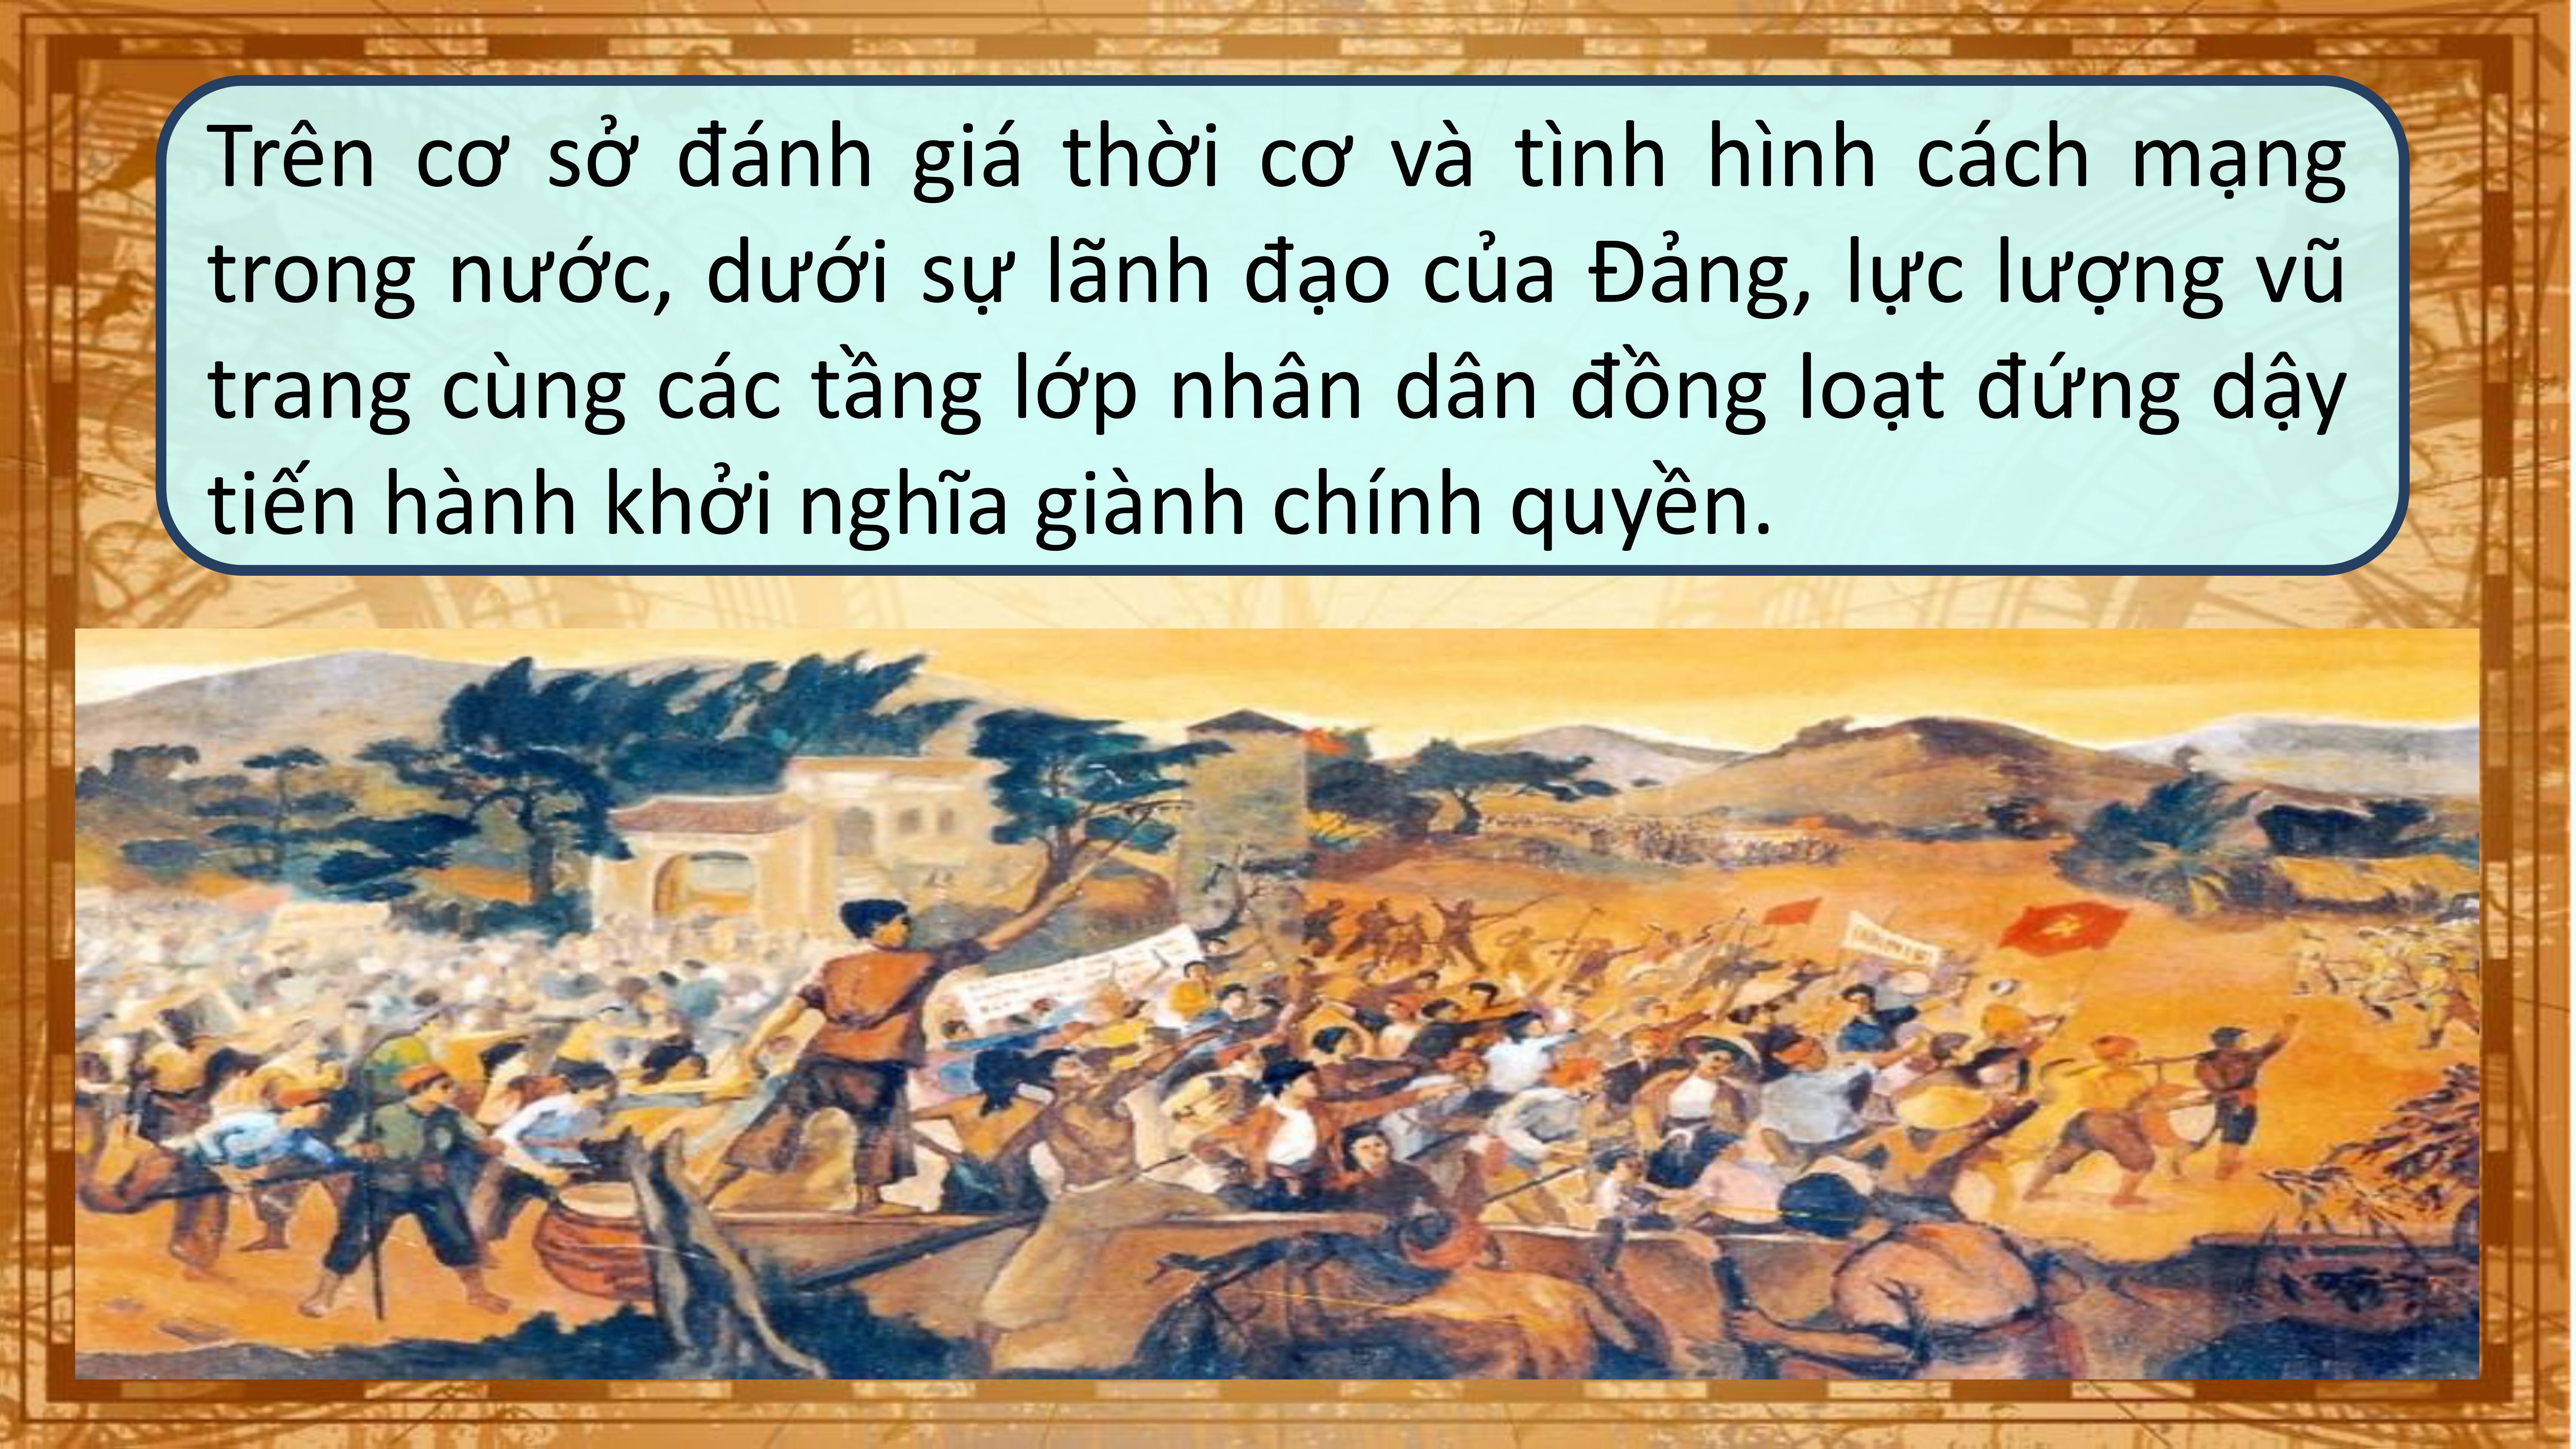 Trên cơ sở đánh giá thời cơ và tình hình cách mạng
trong nước, dưới sự lãnh đạo của Đảng, lực lượng vũ
trang cùng các tầng lớp nhân dân đồng loạt đứng dậy
tiến hành khởi nghĩa giành chính quyền.